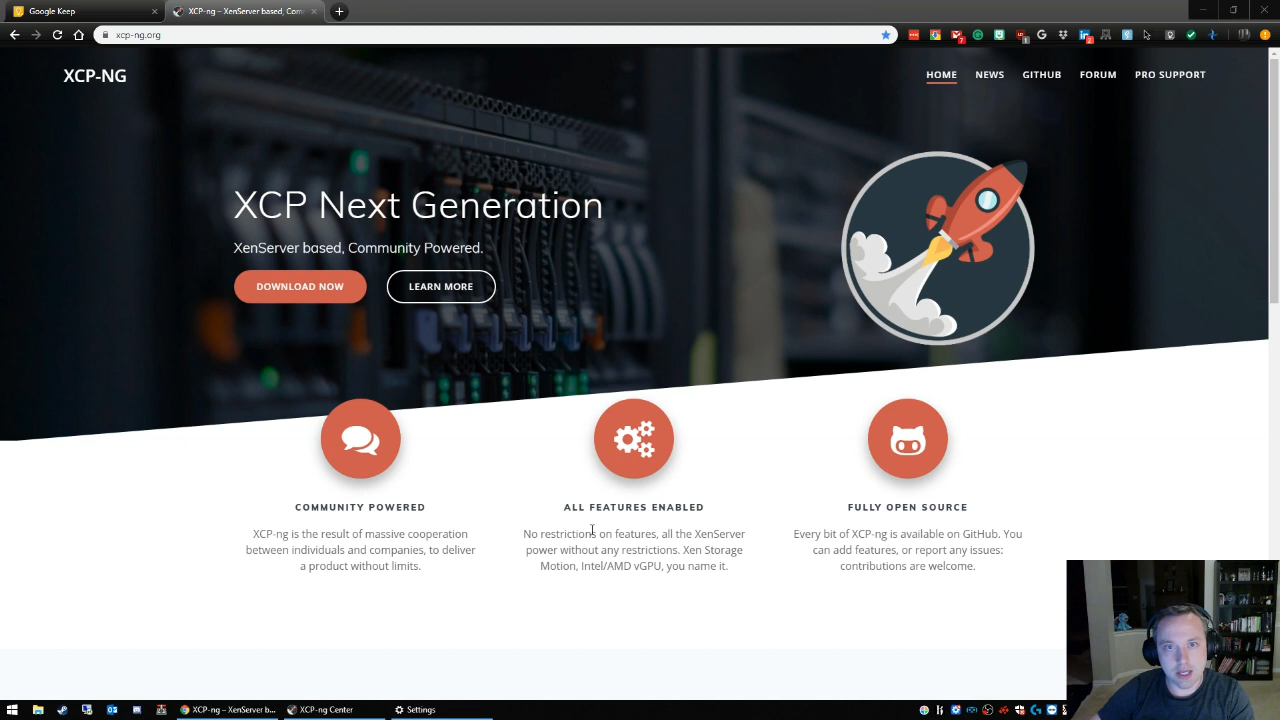 Google Keep
XCP-ng – XenServer based, Com
xcp-ng.org
XCP-NG
HOME
NEWS
GITHUB
FORUM
PRO SUPPORT
XCP Next Generation
XenServer based, Community Powered.
DOWNLOAD NOW
LEARN MORE
COMMUNITY POWERED
XCP-ng is the result of massive cooperation
between individuals and companies, to deliver
a product without limits.
ALL FEATURES ENABLED
No restrictions on features, all the XenServer
power without any restrictions. Xen Storage
Motion, Intel/AMD vGPU, you name it.
FULLY OPEN SOURCE
Every bit of XCP-ng is available on GitHub. You
can add features, or report any issues:
contributions are welcome.
XCP-ng – XenServer b...
XCP-ng Center
Settings